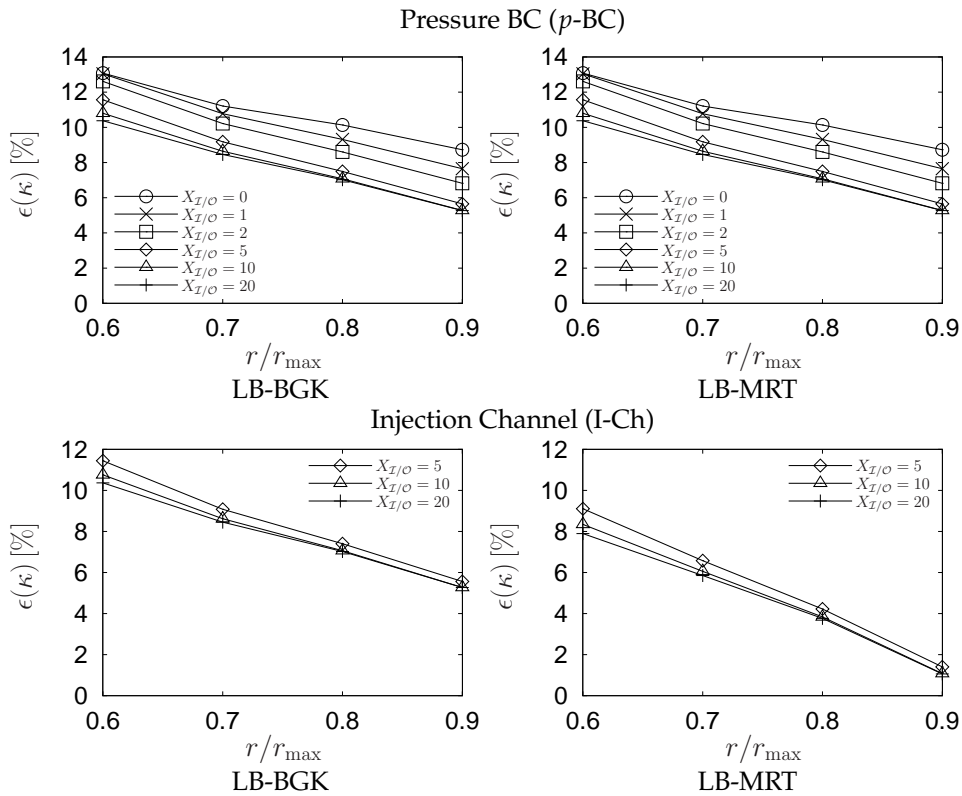 Pressure BC (p-BC)
14
12
10
8
6
4
2
0
ϵ(κ) [%]
X_{I/O} = 0
X_{I/O} = 1
X_{I/O} = 2
X_{I/O} = 5
X_{I/O} = 10
X_{I/O} = 20
0.6 0.7 0.8 0.9
r/r_max
LB-BGK
14
12
10
8
6
4
2
0
ϵ(κ) [%]
X_{I/O} = 0
X_{I/O} = 1
X_{I/O} = 2
X_{I/O} = 5
X_{I/O} = 10
X_{I/O} = 20
0.6 0.7 0.8 0.9
r/r_max
LB-MRT
Injection Channel (I-Ch)
12
10
8
6
4
2
0
ϵ(κ) [%]
X_{I/O} = 5
X_{I/O} = 10
X_{I/O} = 20
0.6 0.7 0.8 0.9
r/r_max
LB-BGK
12
10
8
6
4
2
0
ϵ(κ) [%]
X_{I/O} = 5
X_{I/O} = 10
X_{I/O} = 20
0.6 0.7 0.8 0.9
r/r_max
LB-MRT